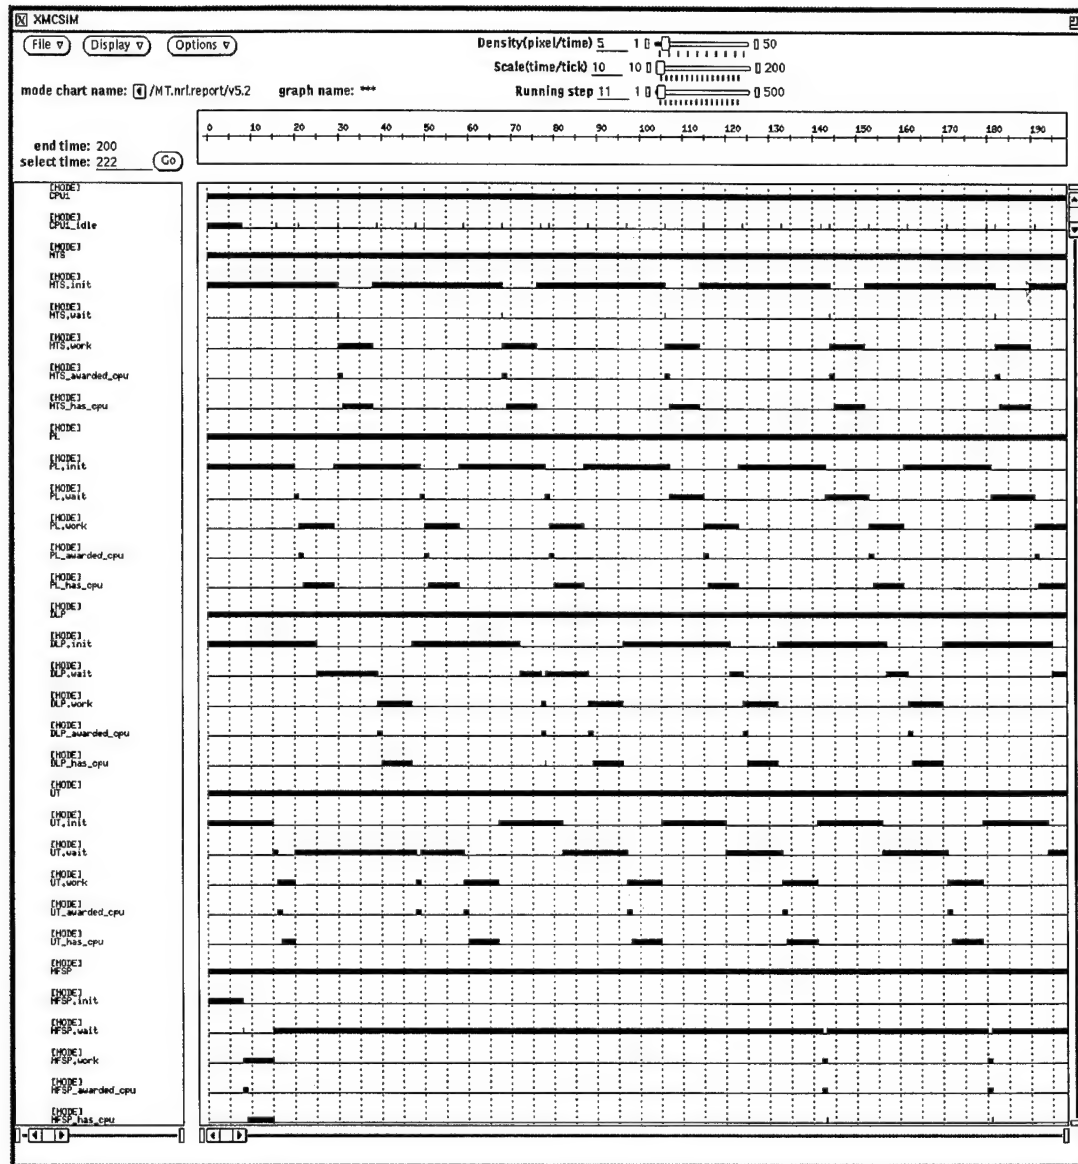 XMCSIM
File ▽ Display ▽ Options ▽
Density(pixel/time) 5 1 50
Scale(time/tick) 10 10 200
mode chart name: /MT.nrl.report/v5.2 graph name: *** Running step 11 1 500
0 10 20 30 40 50 60 70 80 90 100 110 120 130 140 150 160 170 180 190
end time: 200
select time: 222 Go
[MODE]
CPU1
[MODE]
CPU1_idle
[MODE]
MTS
[MODE]
MTS.init
[MODE]
MTS.wait
[MODE]
MTS.work
[MODE]
MTS_awarded_cpu
[MODE]
MTS_has_cpu
[MODE]
PL
[MODE]
PL.init
[MODE]
PL.wait
[MODE]
PL.work
[MODE]
PL_awarded_cpu
[MODE]
PL_has_cpu
[MODE]
DLP
[MODE]
DLP.init
[MODE]
DLP.wait
[MODE]
DLP.work
[MODE]
DLP_awarded_cpu
[MODE]
DLP_has_cpu
[MODE]
UT
[MODE]
UT.init
[MODE]
UT.wait
[MODE]
UT.work
[MODE]
UT_awarded_cpu
[MODE]
UT_has_cpu
[MODE]
MFSP
[MODE]
MFSP.init
[MODE]
MFSP.wait
[MODE]
MFSP.work
[MODE]
MFSP_awarded_cpu
[MODE]
MFSP_has_cpu